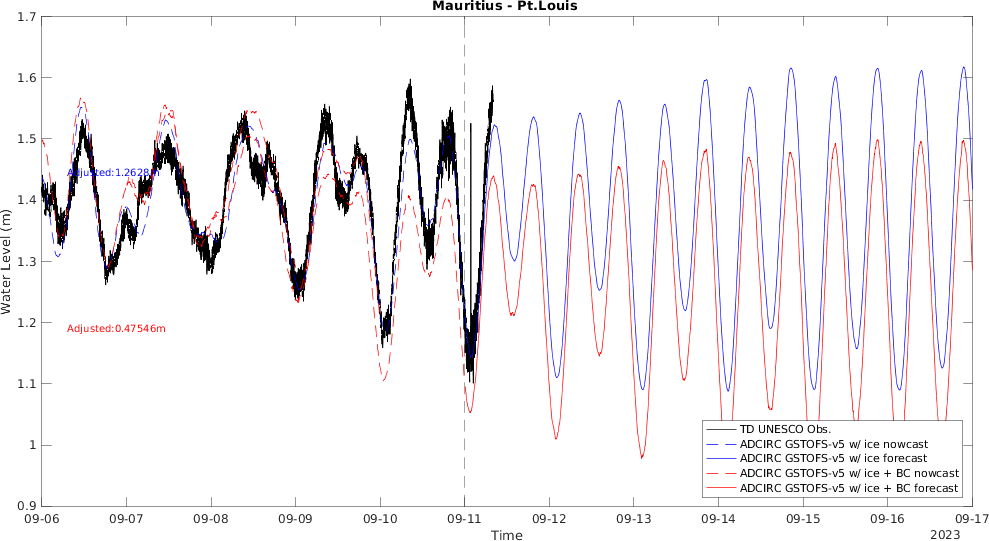 Mauritius - Pt.Louis
1.7
1.6
1.5
1.4
1.3
1.2
1.1
1
0.9
Water Level (m)
Adjusted:1.2628m
Adjusted:0.47546m
TD UNESCO Obs.
ADCIRC GSTOFS-v5 w/ ice nowcast
ADCIRC GSTOFS-v5 w/ ice forecast
ADCIRC GSTOFS-v5 w/ ice + BC nowcast
ADCIRC GSTOFS-v5 w/ ice + BC forecast
09-06 09-07 09-08 09-09 09-10 09-11 09-12 09-13 09-14 09-15 09-16 09-17
Time
2023